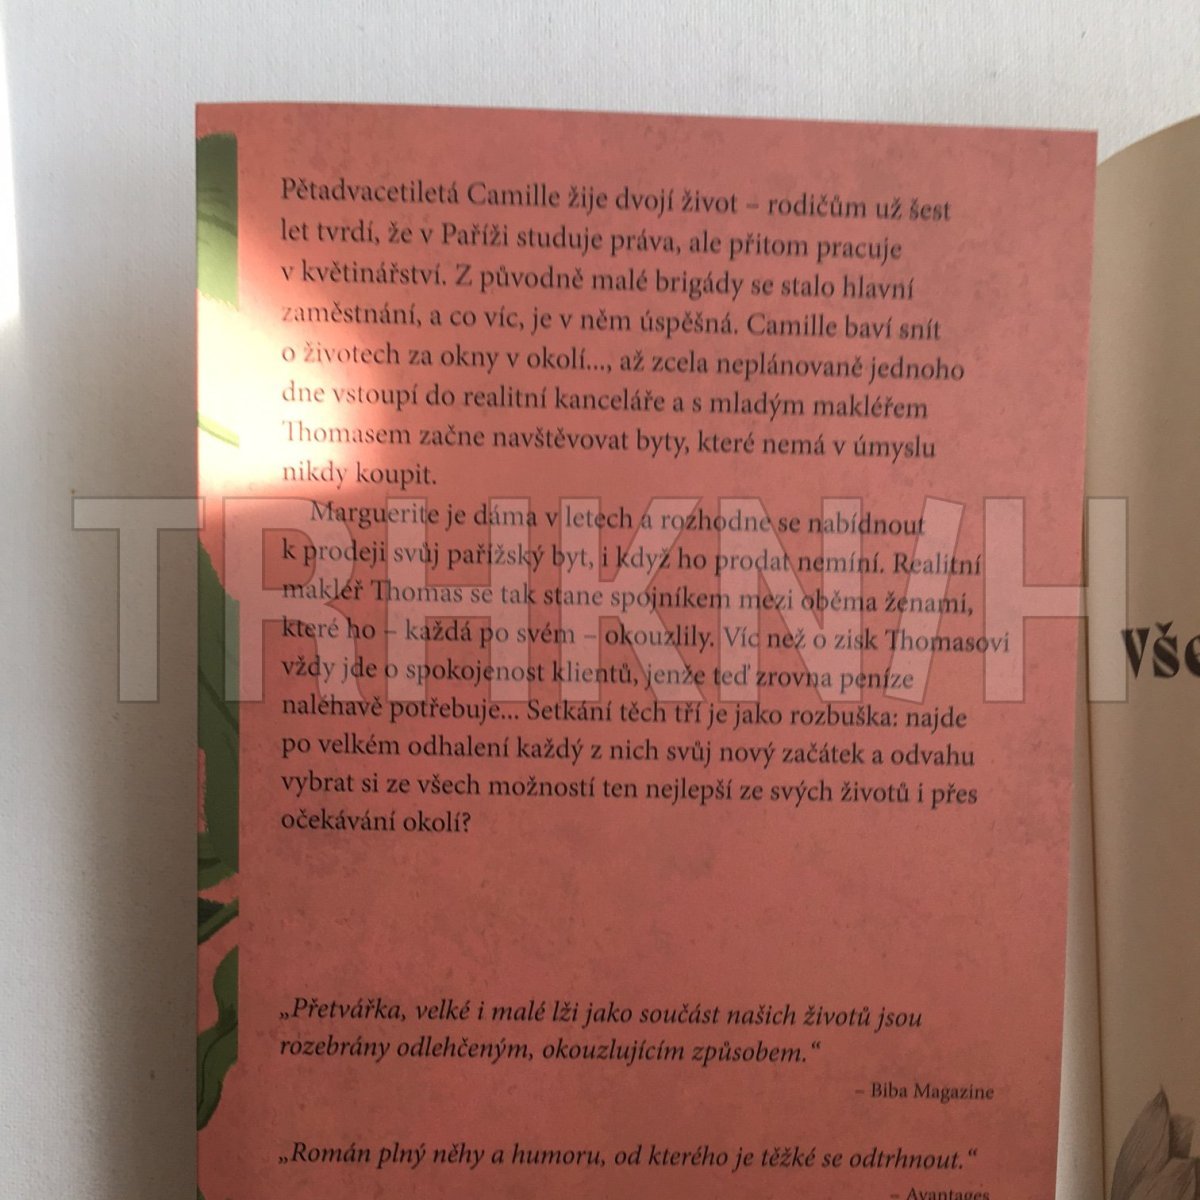 Pětadvacetiletá Camille žije dvojí život – rodičům už šest
let tvrdí, že v Paříži studuje práva, ale přitom pracuje
v květinářství. Z původně malé brigády se stalo hlavní
zaměstnání, a co víc, je v něm úspěšná. Camille baví snít
o životech za okny v okolí..., až zcela neplánovaně jednoho
dne vstoupí do realitní kanceláře a s mladým makléřem
Thomasem začne navštěvovat byty, které nemá v úmyslu
nikdy koupit.
Marguerite je dáma v letech a rozhodne se nabídnout
k prodeji svůj pařížský byt, i když ho prodat nemíní. Realitní
makléř Thomas se tak stane spojníkem mezi oběma ženami,
které ho – každá po svém – okouzlily. Víc než o zisk Thomasovi
vždy jde o spokojenost klientů, jenže teď zrovna peníze
naléhavě potřebuje... Setkání těch tří je jako rozbuška: najde
po velkém odhalení každý z nich svůj nový začátek a odvahu
vybrat si ze všech možností ten nejlepší ze svých životů i přes
očekávání okolí?
„Přetvářka, velké i malé lži jako součást našich životů jsou
rozebrány odlehčeným, okouzlujícím způsobem.“
– Biba Magazine
„Román plný něhy a humoru, od kterého je těžké se odtrhnout.“
– Avantages
Vše
TRHKNIH